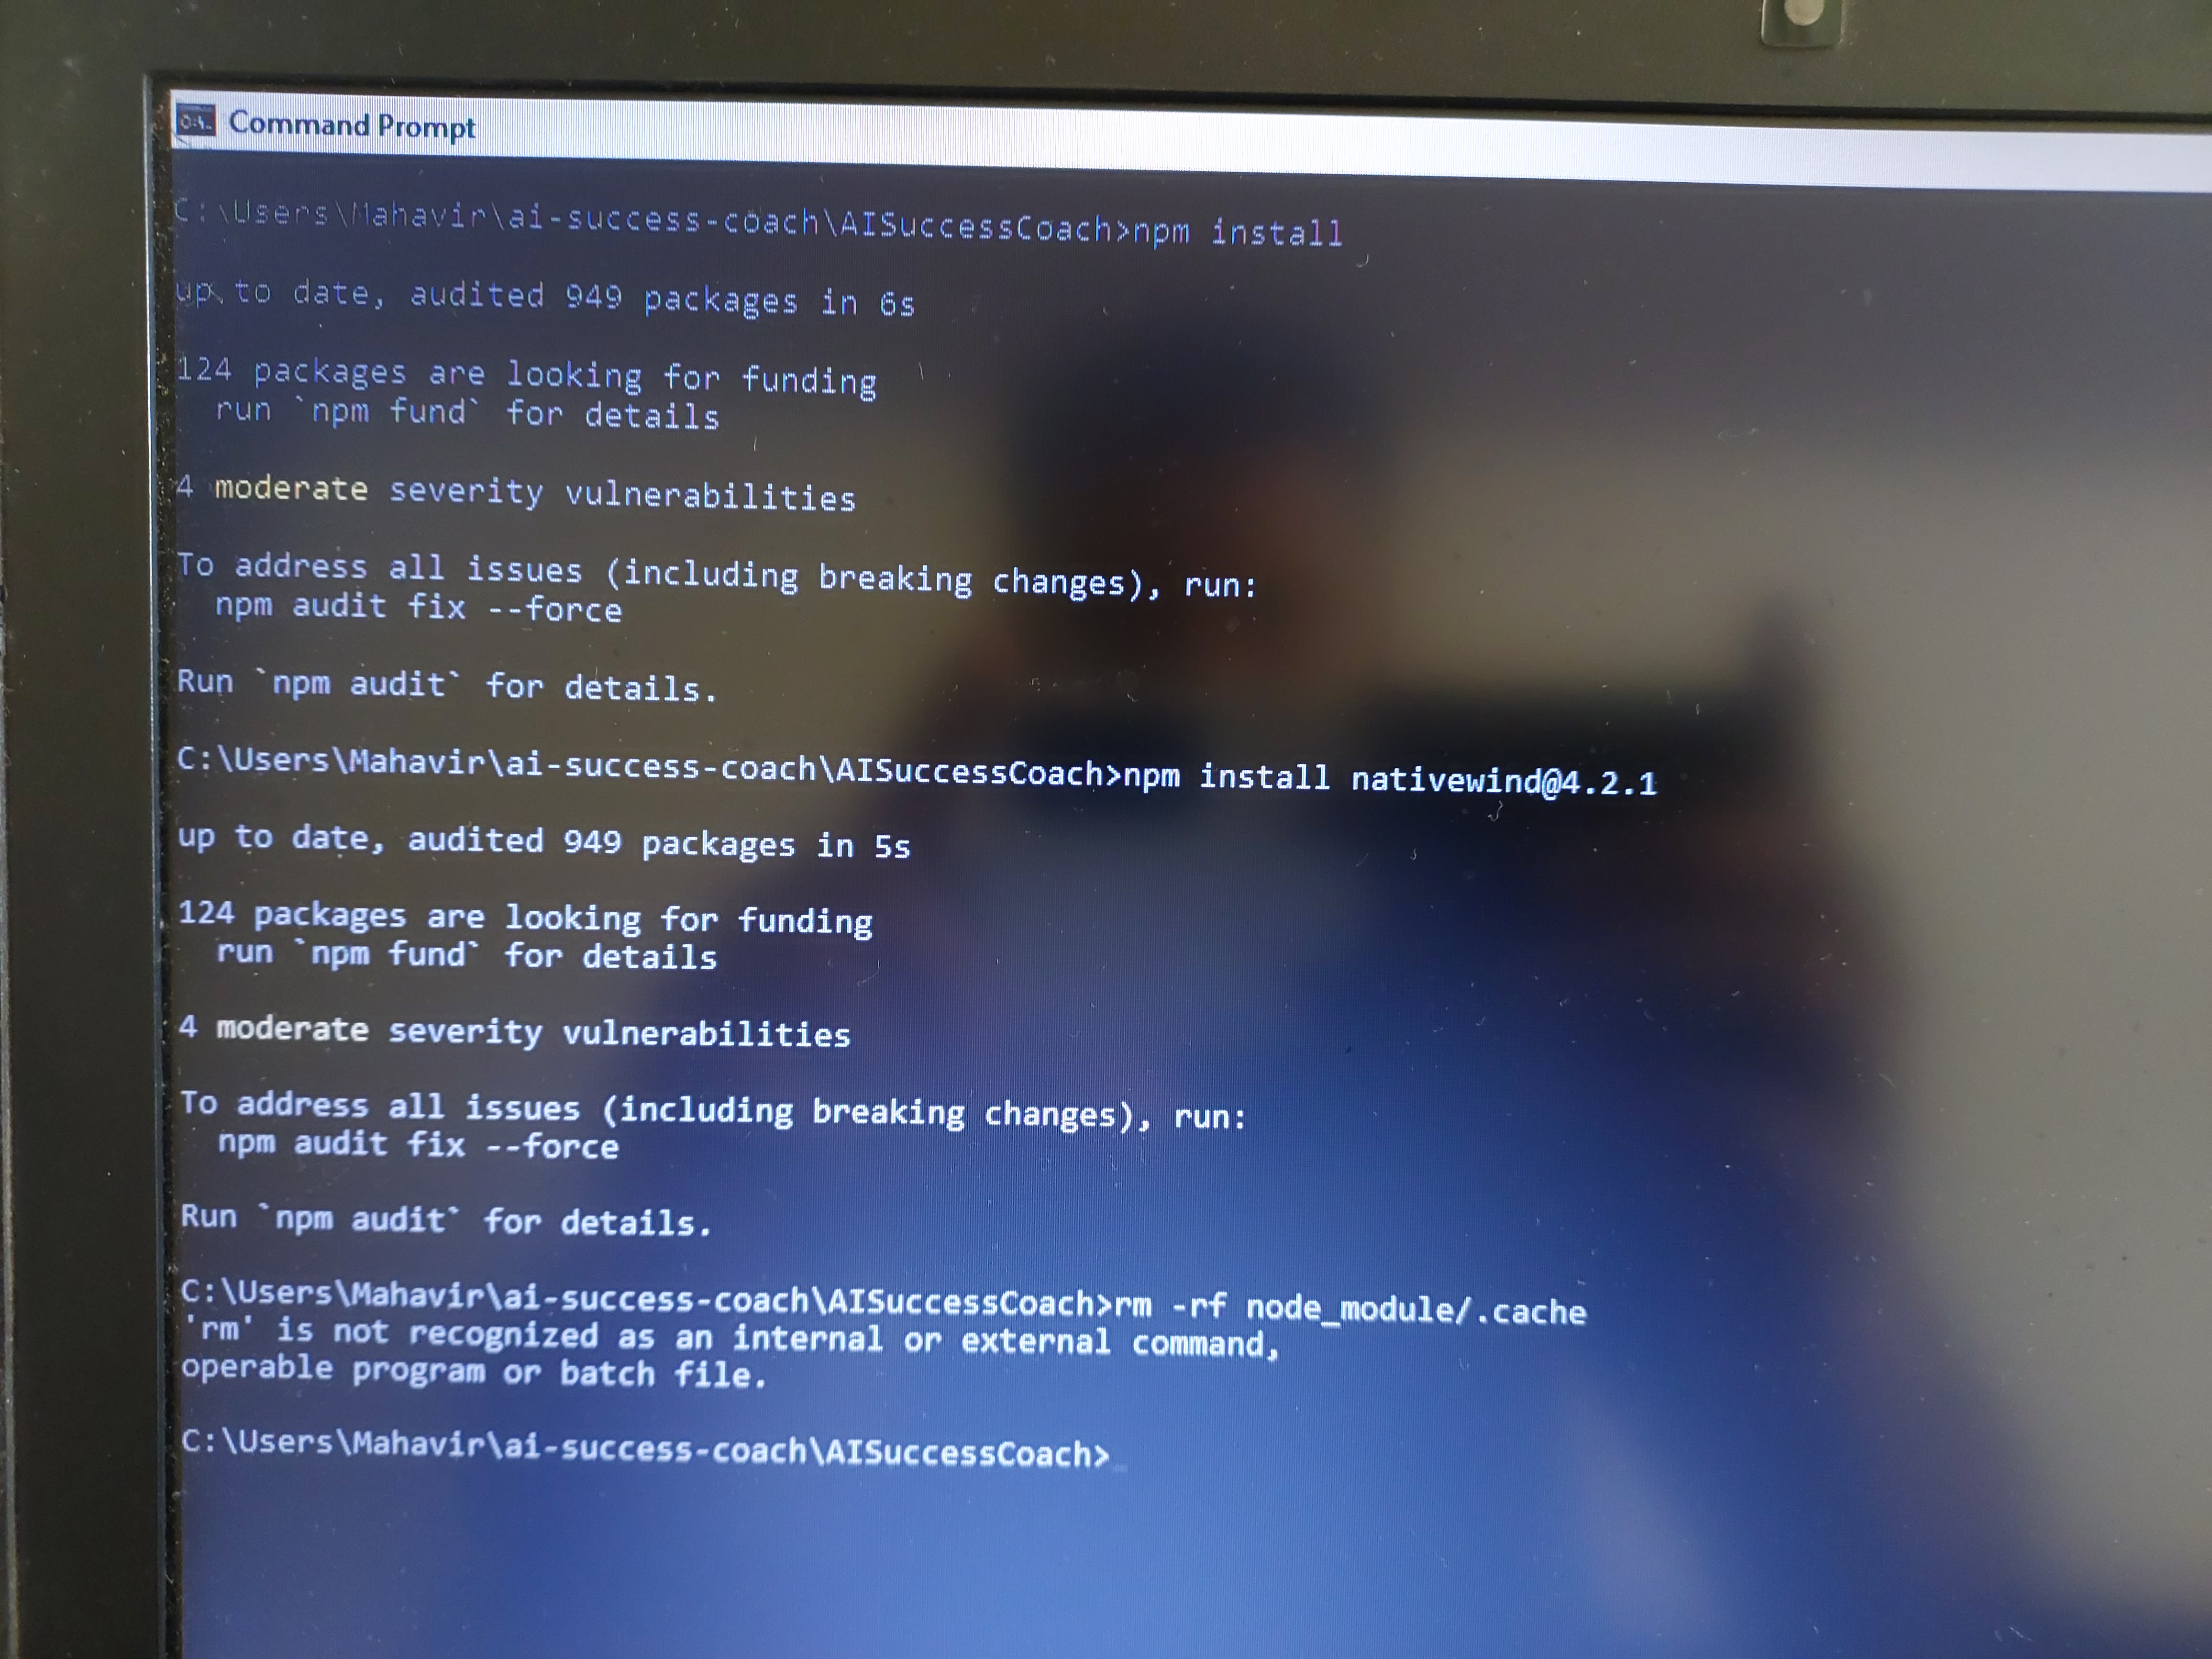 Command Prompt
C:\Users\Mahavir\ai-success-coach\AISuccessCoach>npm install
up to date, audited 949 packages in 6s
124 packages are looking for funding
run `npm fund` for details
4 moderate severity vulnerabilities
To address all issues (including breaking changes), run:
npm audit fix --force
Run `npm audit` for details.
C:\Users\Mahavir\ai-success-coach\AISuccessCoach>npm install nativewind@4.2.1
up to date, audited 949 packages in 5s
124 packages are looking for funding
run `npm fund` for details
4 moderate severity vulnerabilities
To address all issues (including breaking changes), run:
npm audit fix --force
Run `npm audit` for details.
C:\Users\Mahavir\ai-success-coach\AISuccessCoach>rm -rf node_module/.cache
'rm' is not recognized as an internal or external command,
operable program or batch file.
C:\Users\Mahavir\ai-success-coach\AISuccessCoach>